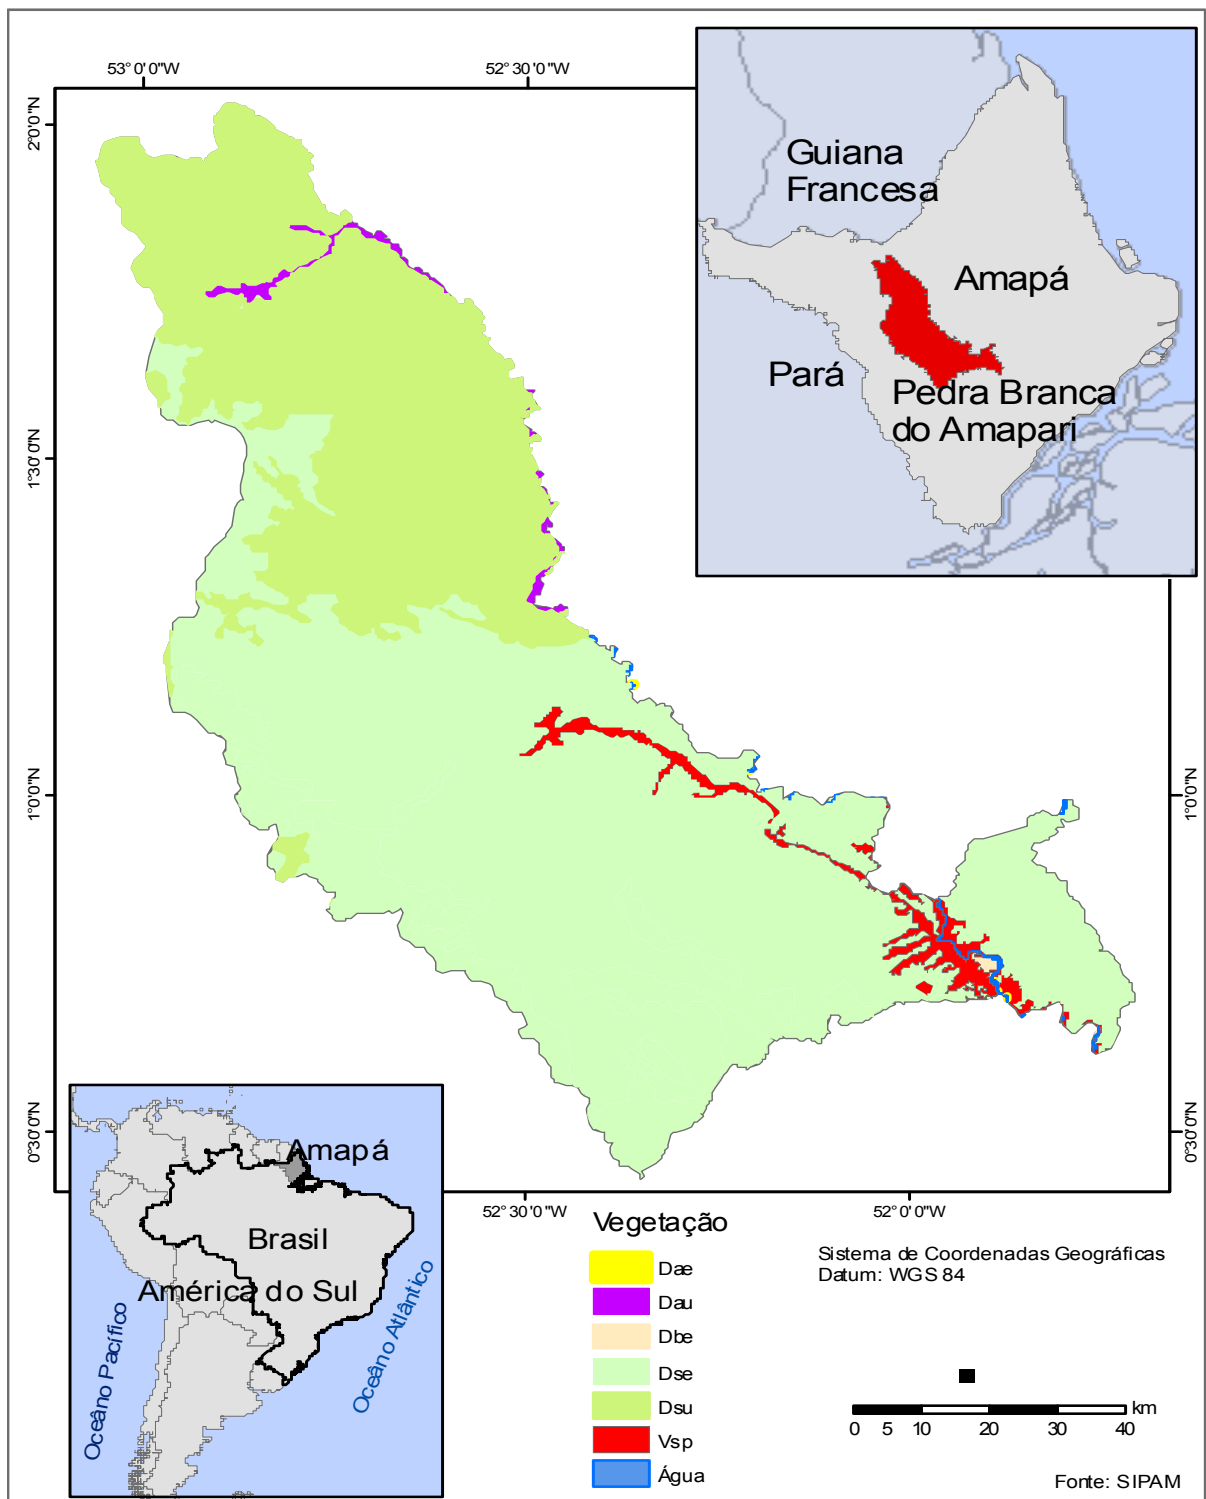 53° 0' 0"W
52° 30' 0"W
2°0'0"N
1°30'0"N
1°0'0"N
0°30'0"N
Guiana
Francesa
Amapá
Pará
Pedra Branca
do Amapari
1°0'0"N
0°30'0"N
52° 30' 0"W
52° 0' 0"W
Amapá
Brasil
América do Sul
Oceâno Pacífico
Oceâno Atlântico
Vegetação
Dae
Dau
Dbe
Dse
Dsu
Vsp
Água
Sistema de Coordenadas Geográficas
Datum: WGS 84
km
0 5 10 20 30 40
Fonte: SIPAM